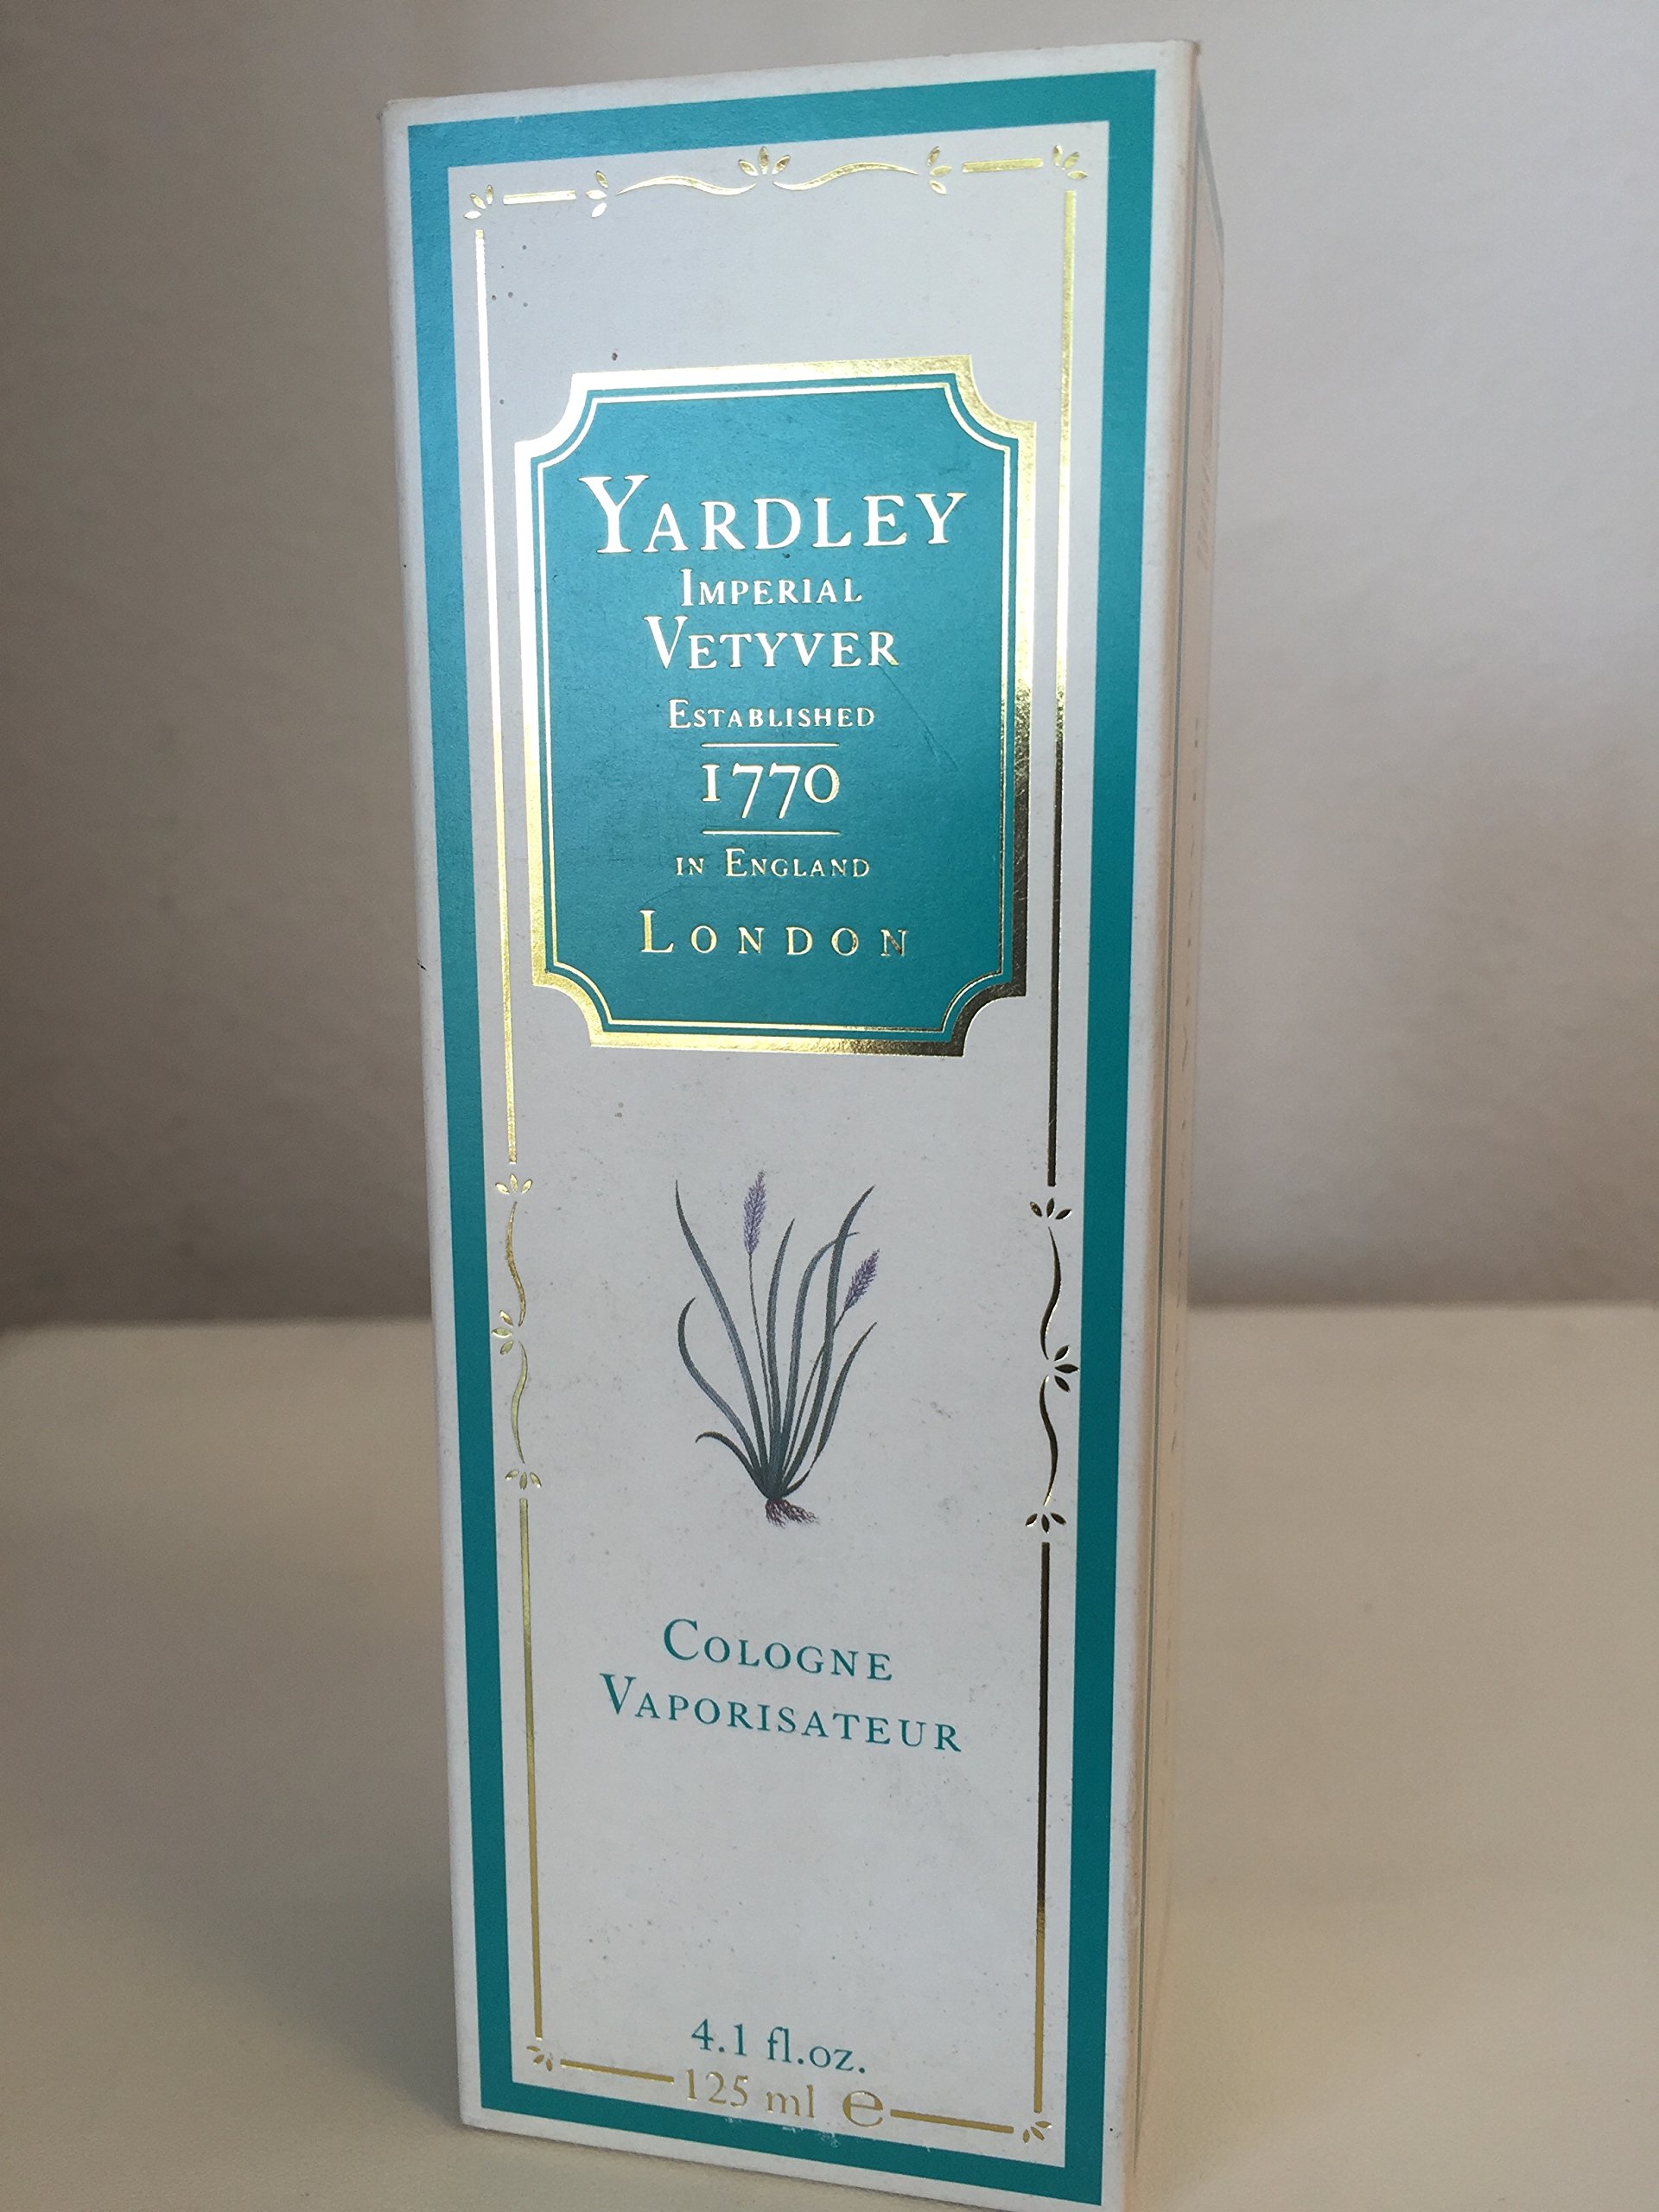 YARDLEY
IMPERIAL
VETYVER
ESTABLISHED
1770
IN ENGLAND
LONDON
COLOGNE
VAPORISATEUR
4.1 fl.oz.
125 ml ℮